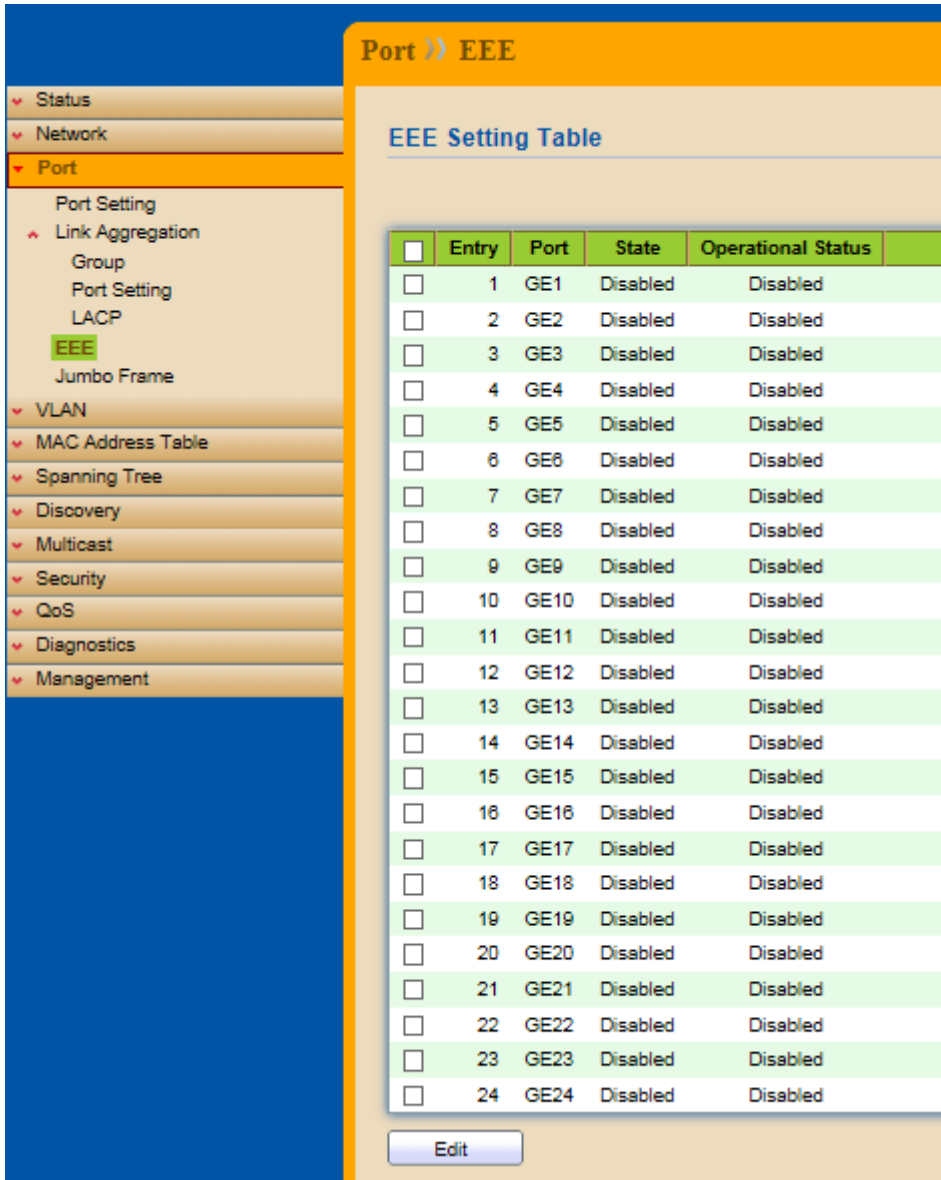 Port » EEE
Status
Network
Port
Port Setting
Link Aggregation
Group
Port Setting
LACP
EEE
Jumbo Frame
VLAN
MAC Address Table
Spanning Tree
Discovery
Multicast
Security
QoS
Diagnostics
Management
EEE Setting Table
Entry Port State Operational Status
1 GE1 Disabled Disabled
2 GE2 Disabled Disabled
3 GE3 Disabled Disabled
4 GE4 Disabled Disabled
5 GE5 Disabled Disabled
6 GE6 Disabled Disabled
7 GE7 Disabled Disabled
8 GE8 Disabled Disabled
9 GE9 Disabled Disabled
10 GE10 Disabled Disabled
11 GE11 Disabled Disabled
12 GE12 Disabled Disabled
13 GE13 Disabled Disabled
14 GE14 Disabled Disabled
15 GE15 Disabled Disabled
16 GE16 Disabled Disabled
17 GE17 Disabled Disabled
18 GE18 Disabled Disabled
19 GE19 Disabled Disabled
20 GE20 Disabled Disabled
21 GE21 Disabled Disabled
22 GE22 Disabled Disabled
23 GE23 Disabled Disabled
24 GE24 Disabled Disabled
Edit